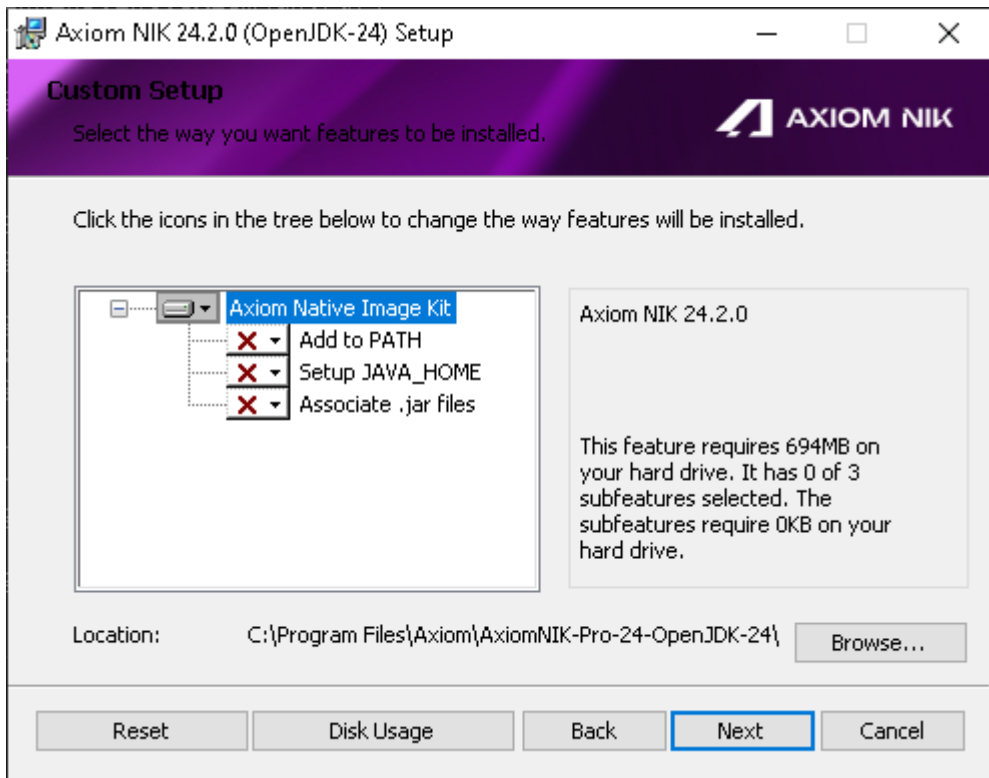 Axiom NIK 24.2.0 (OpenJDK-24) Setup
Custom Setup
Select the way you want features to be installed.
AXIOM NIK
Click the icons in the tree below to change the way features will be installed.
Axiom Native Image Kit
Add to PATH
Setup JAVA_HOME
Associate .jar files
Axiom NIK 24.2.0
This feature requires 694MB on
your hard drive. It has 0 of 3
subfeatures selected. The
subfeatures require 0KB on your
hard drive.
Location:
C:\Program Files\Axiom\AxiomNIK-Pro-24-OpenJDK-24\
Browse...
Reset
Disk Usage
Back
Next
Cancel